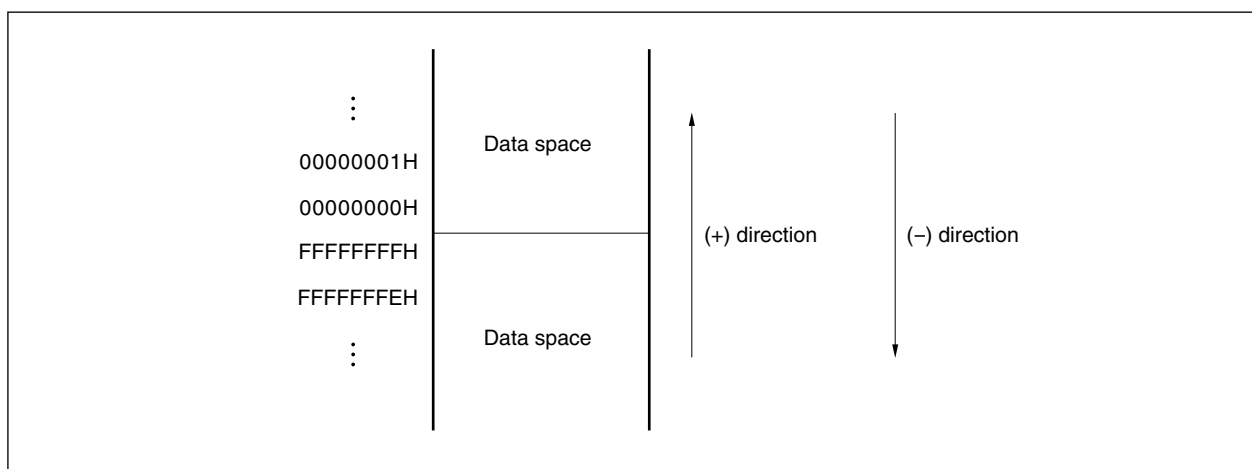 ⋮
Data space
00000001H
00000000H
(+) direction
(−) direction
FFFFFFFFH
FFFFFFFEH
Data space
⋮